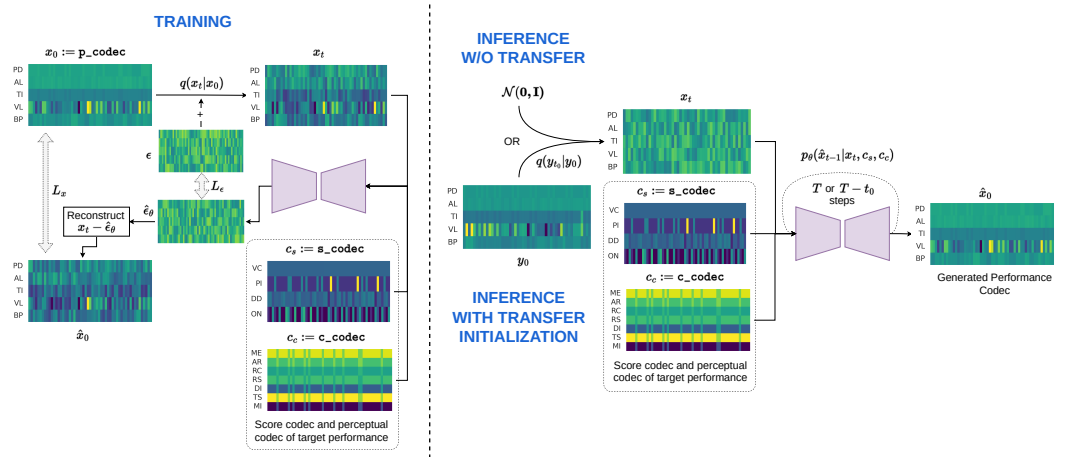 TRAINING
x₀ := p_codec
PD
AL
TI
VL
BP
q(xₜ|x₀)
+
ϵ
xₜ
PD
AL
TI
VL
BP
Lₓ
L_ϵ
ϵ̂_θ
Reconstruct
xₜ − ϵ̂_θ
PD
AL
TI
VL
BP
x̂₀
c_s := s_codec
VC
PI
DD
ON
c_c := c_codec
ME
AR
RC
RS
DI
TS
MI
Score codec and perceptual
codec of target performance
INFERENCE
W/O TRANSFER
𝒩(0, I)
OR
q(y_{t₀}|y₀)
PD
AL
TI
VL
BP
y₀
INFERENCE
WITH TRANSFER
INITIALIZATION
xₜ
PD
AL
TI
VL
BP
c_s := s_codec
VC
PI
DD
ON
c_c := c_codec
ME
AR
RC
RS
DI
TS
MI
Score codec and perceptual
codec of target performance
p_θ(x̂_{t−1}|xₜ, c_s, c_c)
T or T − t₀
steps
x̂₀
PD
AL
TI
VL
BP
Generated Performance
Codec